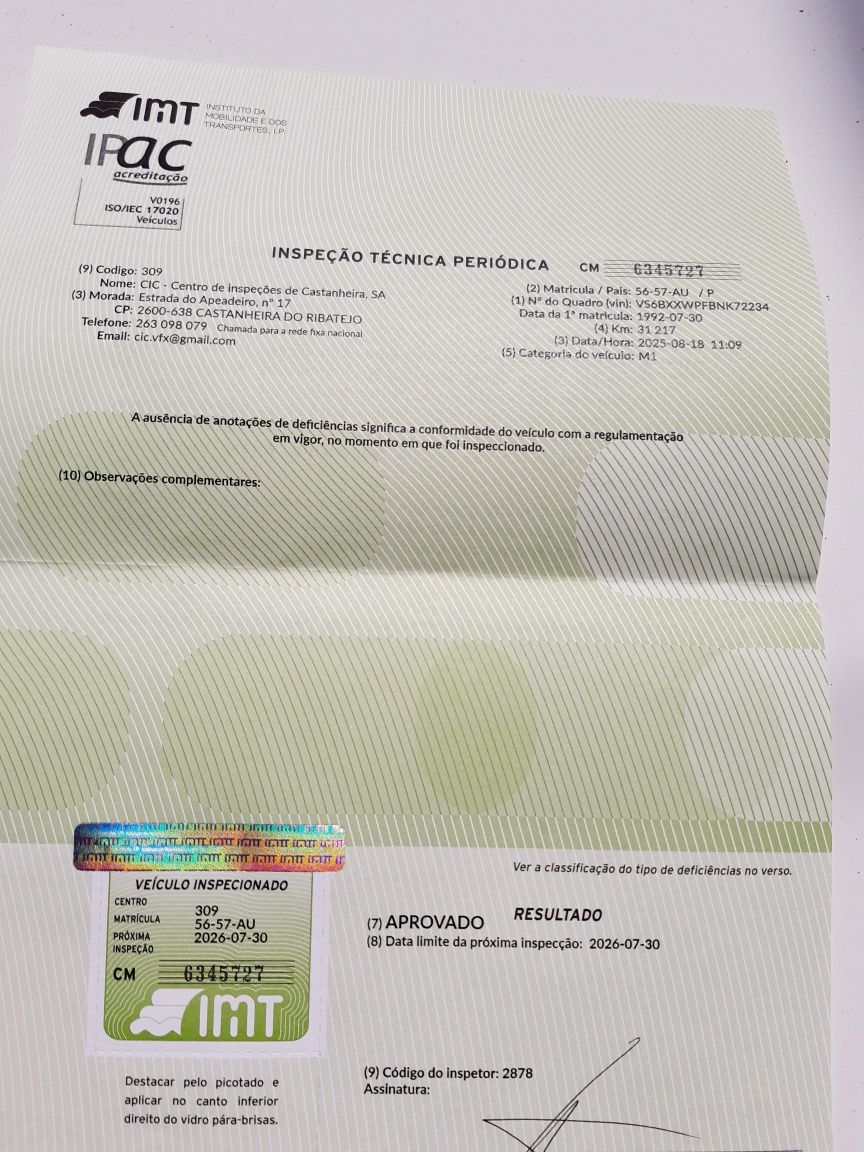 IMT INSTITUTO DA
MOBILIDADE E DOS
TRANSPORTES, I.P.
IPAC
acreditação
V0196
ISO/IEC 17020
Veículos
INSPEÇÃO TÉCNICA PERIÓDICA CM 6345727
(9) Codigo: 309
Nome: CIC - Centro de inspeções de Castanheira, SA
(3) Morada: Estrada do Apeadeiro, nº 17
CP: 2600-638 CASTANHEIRA DO RIBATEJO
Telefone: 263 098 079 Chamada para a rede fixa nacional
Email: cic.vfx@gmail.com
(2) Matricula / Pais: 56-57-AU / P
(1) Nº do Quadro (vin): VS6BXXWPFBNK72234
Data da 1ª matricula: 1992-07-30
(4) Km: 31 217
(3) Data/Hora: 2025-08-18 11:09
(5) Categoria do veículo: M1
A ausência de anotações de deficiências significa a conformidade do veículo com a regulamentação
em vigor, no momento em que foi inspeccionado.
(10) Observações complementares:
Ver a classificação do tipo de deficiências no verso.
VEÍCULO INSPECIONADO
CENTRO 309
MATRÍCULA 56-57-AU
PRÓXIMA INSPEÇÃO 2026-07-30
CM 6345727
IMT
RESULTADO
(7) APROVADO
(8) Data limite da próxima inspecção: 2026-07-30
Destacar pelo picotado e
aplicar no canto inferior
direito do vidro pára-brisas.
(9) Código do inspetor: 2878
Assinatura: